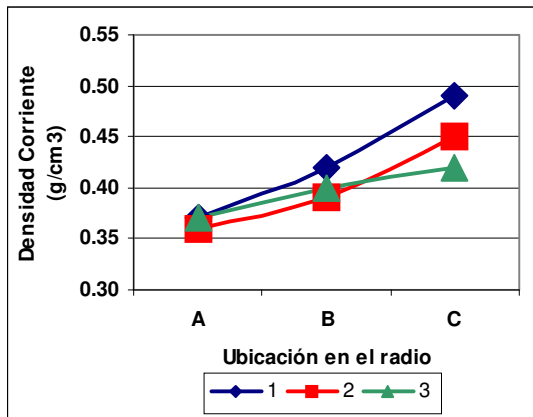 Densidad Corriente
(g/cm3)
0.55
0.50
0.45
0.40
0.35
0.30
A B C
Ubicación en el radio
1 2 3